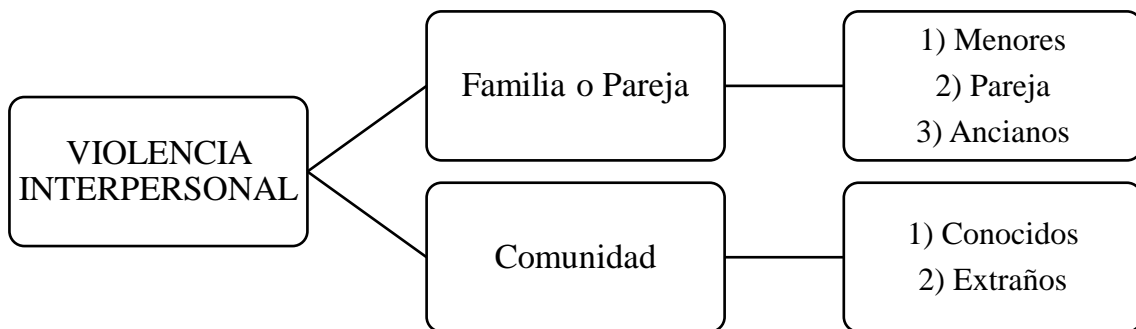 VIOLENCIA
INTERPERSONAL
Familia o Pareja
1) Menores
2) Pareja
3) Ancianos
Comunidad
1) Conocidos
2) Extraños